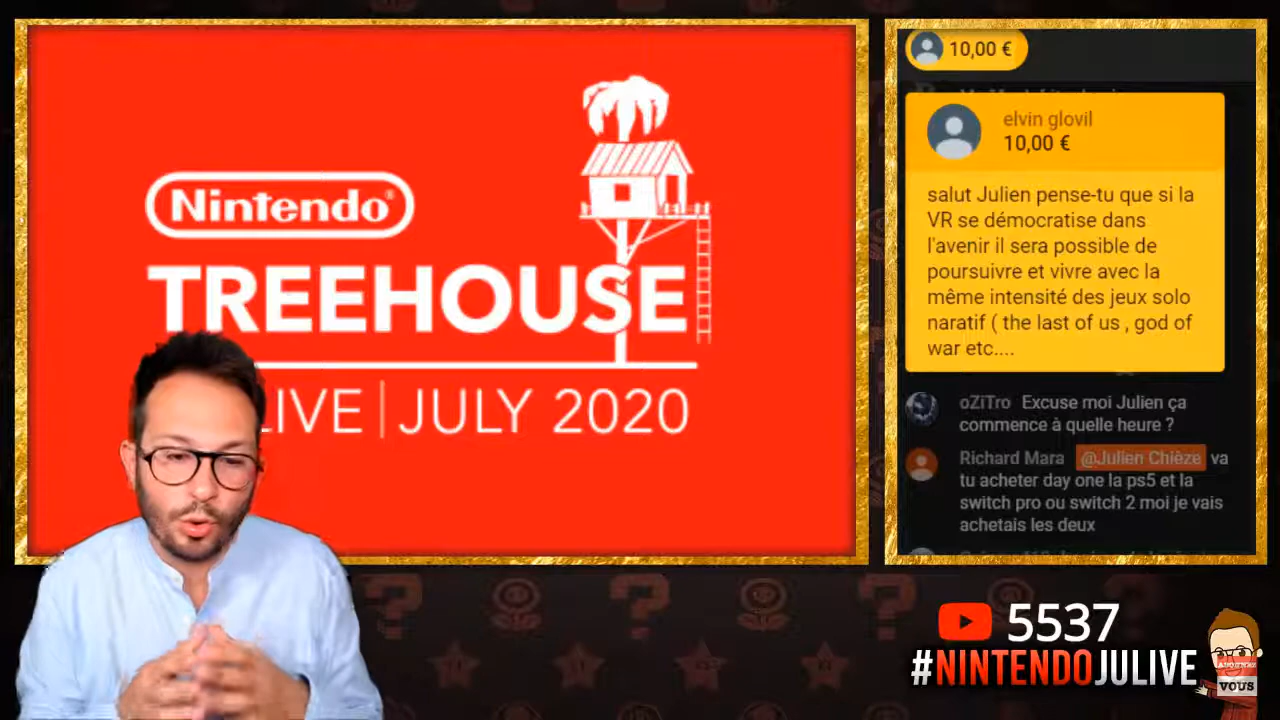 Nintendo®
TREEHOUSE
LIVE | JULY 2020
10,00 €
elvin glovil
10,00 €
salut Julien pense-tu que si la
VR se démocratise dans
l'avenir il sera possible de
poursuivre et vivre avec la
même intensité des jeux solo
naratif ( the last of us , god of
war etc....
oZiTro Excuse moi Julien ça
commence à quelle heure ?
Richard Mara @Julien Chièze va
tu acheter day one la ps5 et la
switch pro ou switch 2 moi je vais
achetais les deux
5537
#NINTENDOJULIVE
ABONNEZ
VOUS